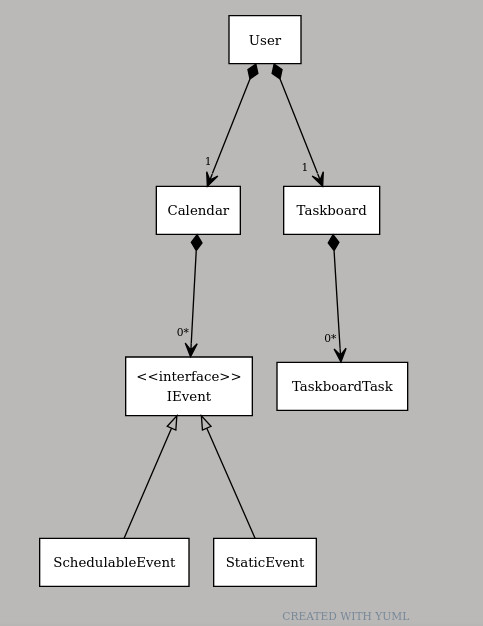 User
1
1
Calendar
Taskboard
0*
0*
<<interface>>
IEvent
TaskboardTask
SchedulableEvent
StaticEvent
CREATED WITH YUML